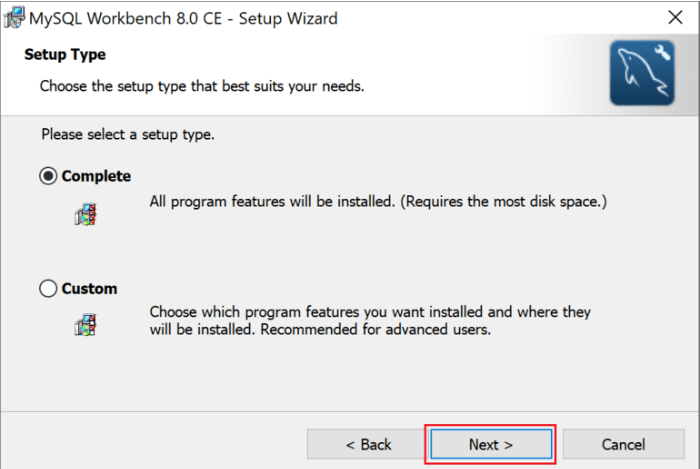 MySQL Workbench 8.0 CE - Setup Wizard
Setup Type
Choose the setup type that best suits your needs.
Please select a setup type.
Complete
All program features will be installed. (Requires the most disk space.)
Custom
Choose which program features you want installed and where they
will be installed. Recommended for advanced users.
< Back
Next >
Cancel